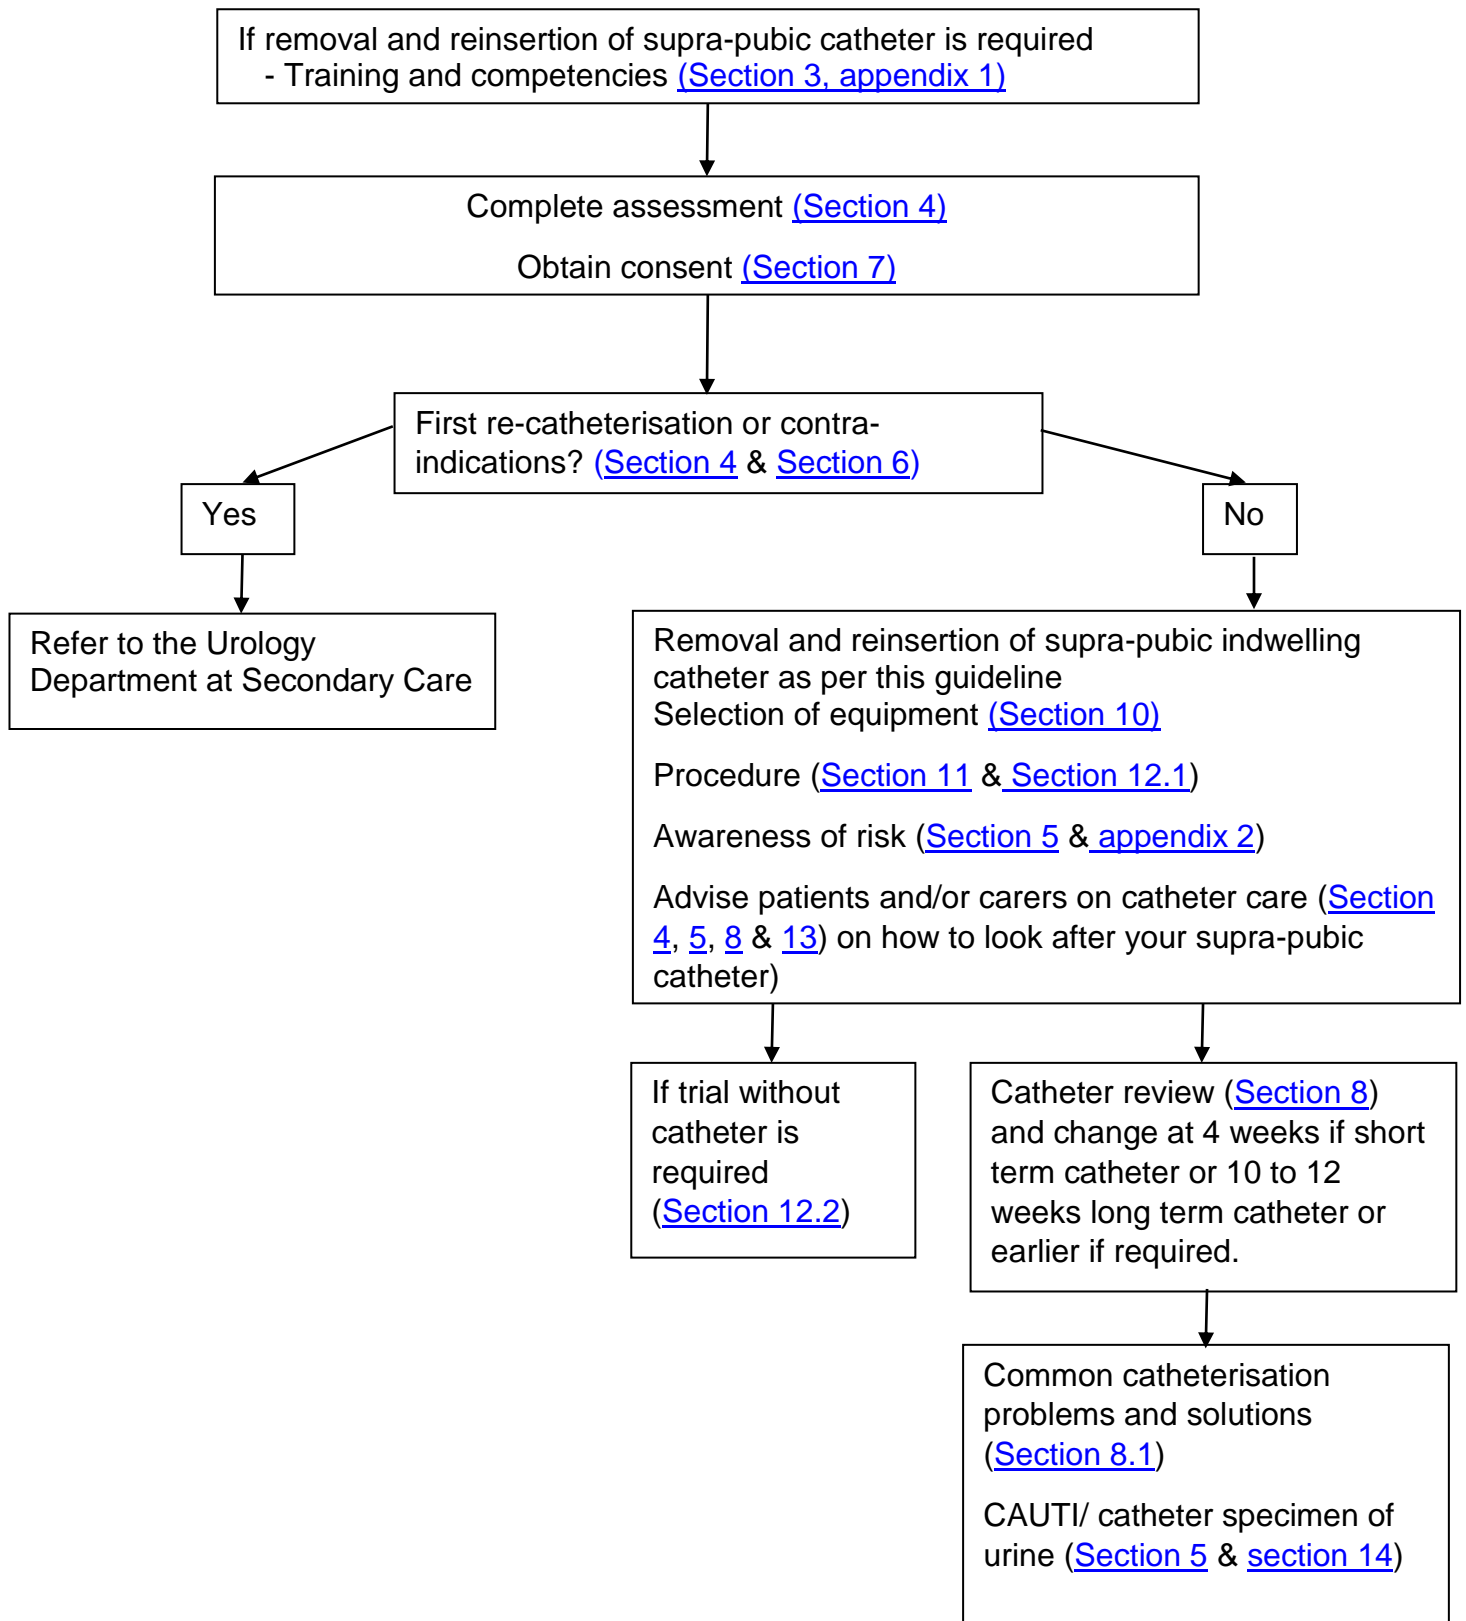 If removal and reinsertion of supra-pubic catheter is required
- Training and competencies (Section 3, appendix 1)
Complete assessment (Section 4)
Obtain consent (Section 7)
First re-catheterisation or contra-
indications? (Section 4 & Section 6)
Yes
No
Refer to the Urology
Department at Secondary Care
Removal and reinsertion of supra-pubic indwelling
catheter as per this guideline
Selection of equipment (Section 10)
Procedure (Section 11 & Section 12.1)
Awareness of risk (Section 5 & appendix 2)
Advise patients and/or carers on catheter care (Section
4, 5, 8 & 13) on how to look after your supra-pubic
catheter)
If trial without
catheter is
required
(Section 12.2)
Catheter review (Section 8)
and change at 4 weeks if short
term catheter or 10 to 12
weeks long term catheter or
earlier if required.
Common catheterisation
problems and solutions
(Section 8.1)
CAUTI/ catheter specimen of
urine (Section 5 & section 14)